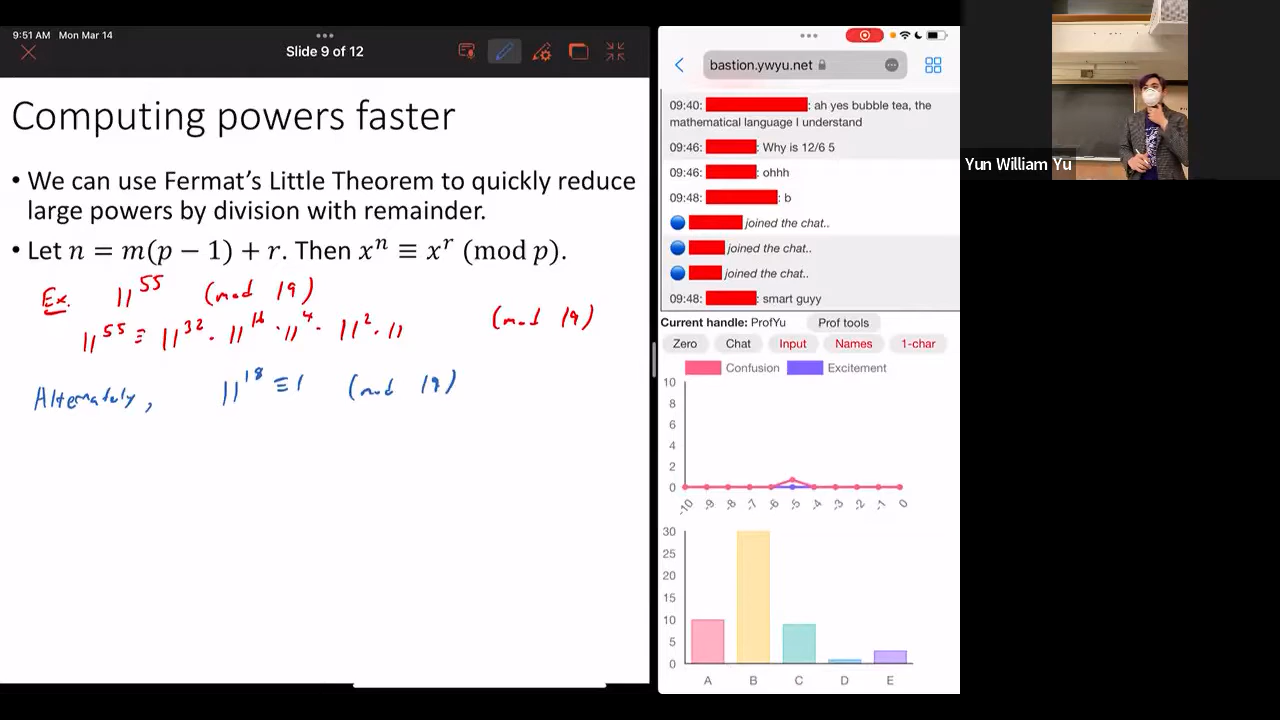 9:51 AM Mon Mar 14
Slide 9 of 12
Computing powers faster
• We can use Fermat's Little Theorem to quickly reduce
large powers by division with remainder.
• Let n = m(p − 1) + r. Then xⁿ ≡ xʳ (mod p).
Ex. 11^55 (mod 19)
11^55 ≡ 11^32 · 11^16 · 11^4 · 11^2 · 11 (mod 19)
Alternately, 11^18 ≡ 1 (mod 19)
bastion.ywyu.net
09:40: : ah yes bubble tea, the
mathematical language I understand
09:46: : Why is 12/6 5
09:46: : ohhh
09:48: : b
joined the chat..
joined the chat..
joined the chat..
09:48: : smart guyy
Current handle: ProfYu Prof tools
Zero Chat Input Names 1-char
Confusion Excitement
10
8
6
4
2
0
-10 -9 -8 -7 -6 -5 -4 -3 -2 -1 0
30
25
20
15
10
5
0
A B C D E
Yun William Yu